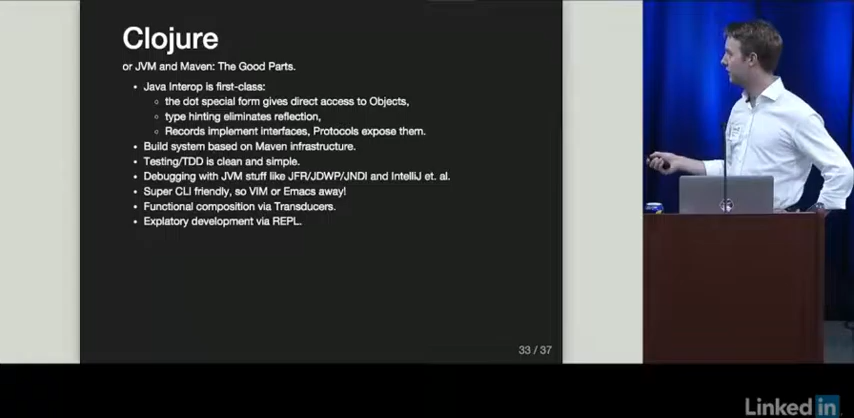 Clojure
or JVM and Maven: The Good Parts.
• Java Interop is first-class:
◦ the dot special form gives direct access to Objects,
◦ type hinting eliminates reflection,
◦ Records implement interfaces, Protocols expose them.
• Build system based on Maven infrastructure.
• Testing/TDD is clean and simple.
• Debugging with JVM stuff like JFR/JDWP/JNDI and IntelliJ et. al.
• Super CLI friendly, so VIM or Emacs away!
• Functional composition via Transducers.
• Explatory development via REPL.
33 / 37
Linked in